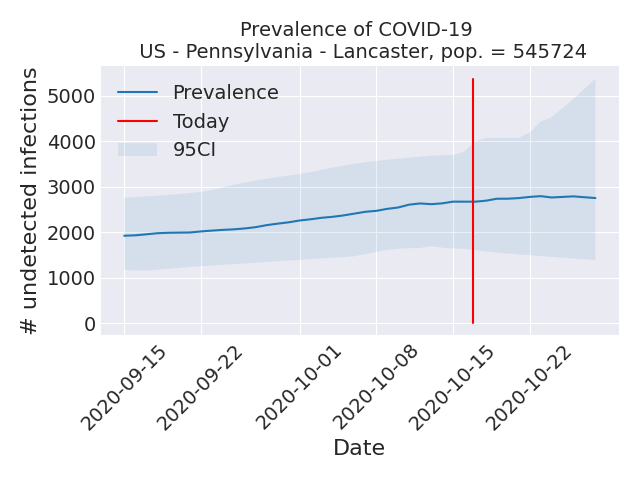 Prevalence of COVID-19
US - Pennsylvania - Lancaster, pop. = 545724
# undetected infections
5000
4000
3000
2000
1000
0
Prevalence
Today
95CI
2020-09-15
2020-09-22
2020-10-01
2020-10-08
2020-10-15
2020-10-22
Date